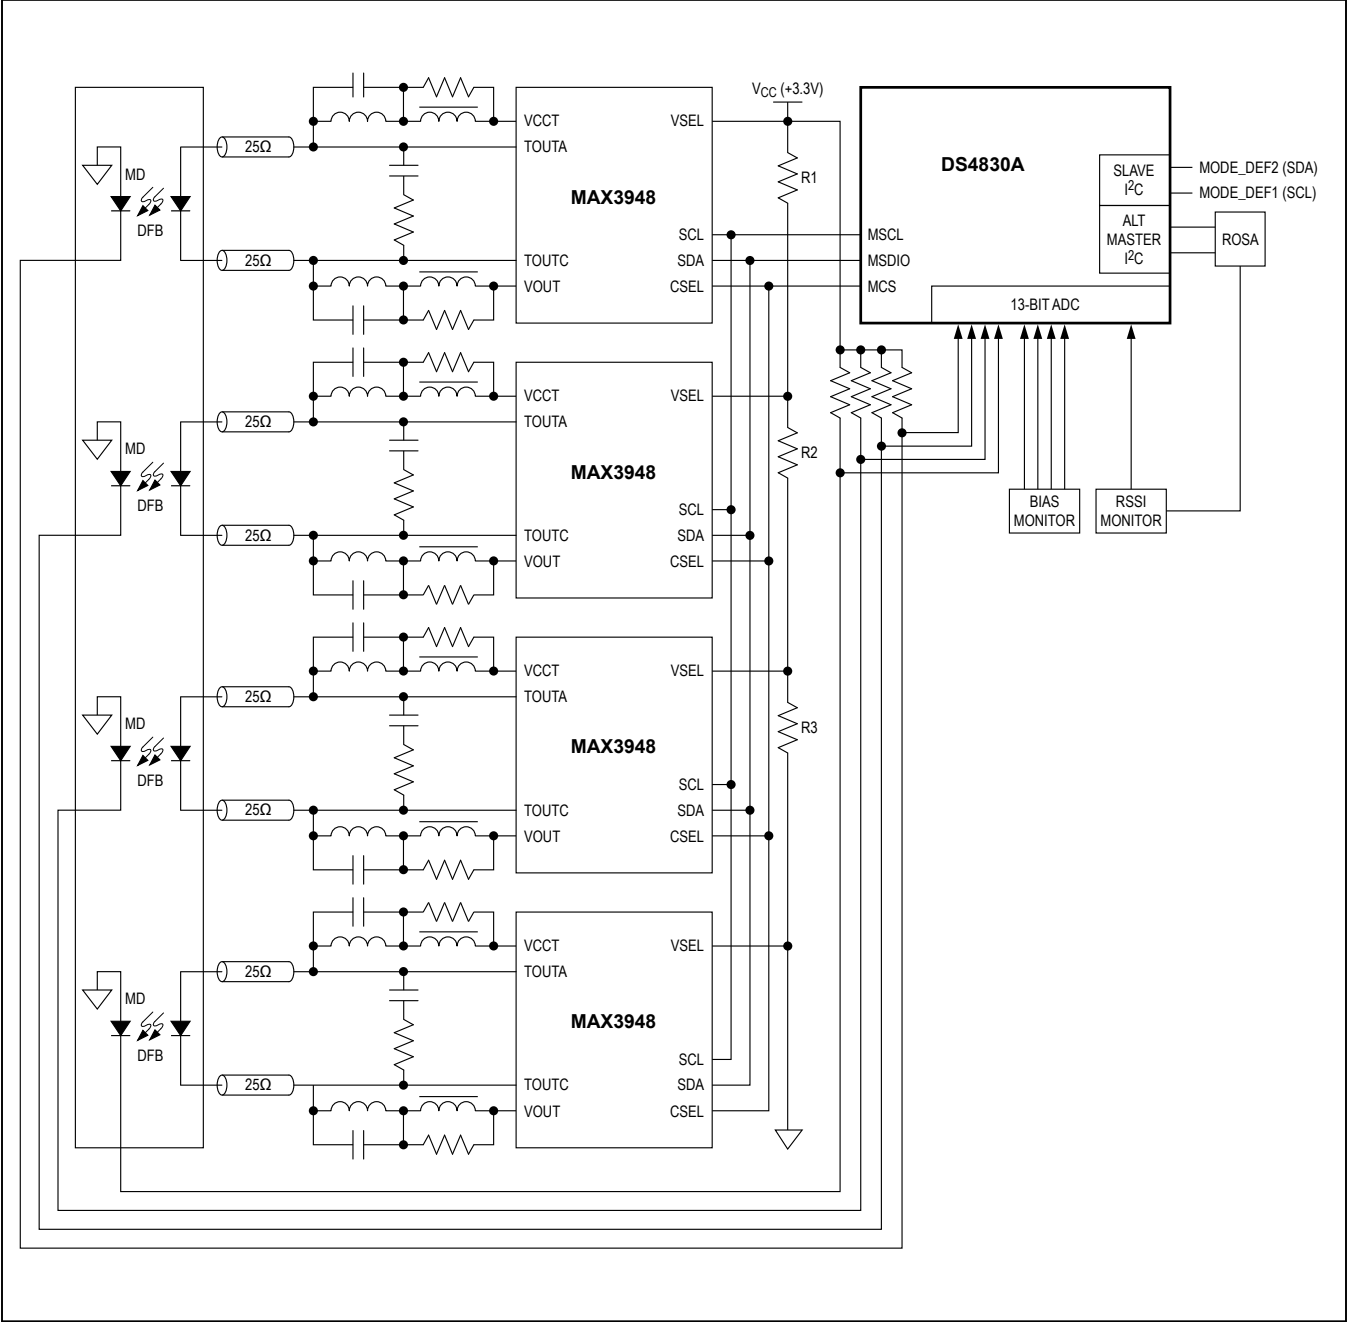 VCC (+3.3V)
VCCT
VSEL
25Ω
TOUTA
MD
DFB
MAX3948
R1
SCL
25Ω
TOUTC
SDA
VOUT
CSEL
DS4830A
SLAVE
I2C
MODE_DEF2 (SDA)
MODE_DEF1 (SCL)
ALT
MASTER
I2C
ROSA
MSCL
MSDIO
MCS
13-BIT ADC
VCCT
VSEL
25Ω
TOUTA
MD
DFB
MAX3948
R2
SCL
25Ω
TOUTC
SDA
VOUT
CSEL
BIAS
MONITOR
RSSI
MONITOR
VCCT
VSEL
25Ω
TOUTA
MD
DFB
MAX3948
R3
SCL
25Ω
TOUTC
SDA
VOUT
CSEL
VCCT
VSEL
25Ω
TOUTA
MD
DFB
MAX3948
SCL
25Ω
TOUTC
SDA
VOUT
CSEL